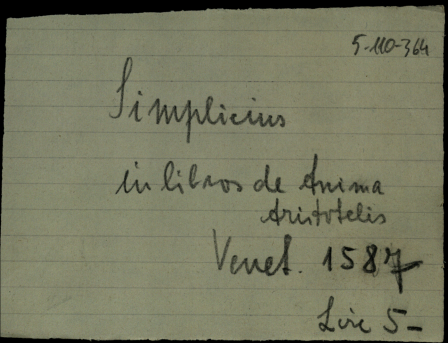 5-110-364
Simplicius
in libros de Anima
Aristotelis
Venet. 1587
Lire 5-